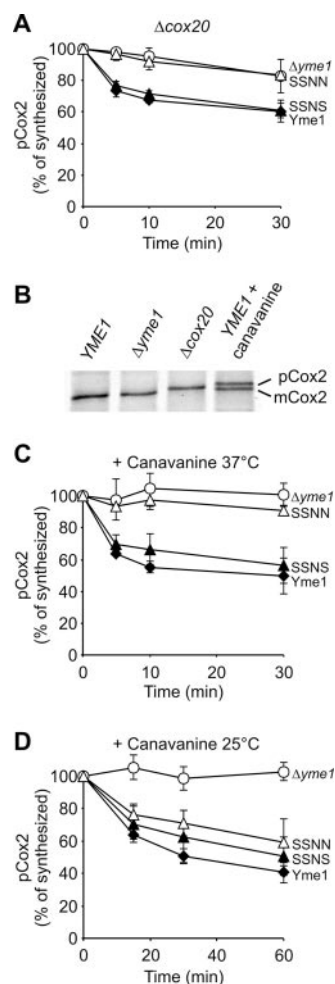 A
Δcox20
100
80
60
40
20
0
0 10 20 30
pCox2
(% of synthesized)
Time (min)
Δyme1
SSNN
SSNS
Yme1
B
YME1
Δyme1
Δcox20
YME1 +
canavanine
pCox2
mCox2
C
+ Canavanine 37°C
100
80
60
40
20
0
0 10 20 30
pCox2
(% of synthesized)
Time (min)
Δyme1
SSNN
SSNS
Yme1
D
+ Canavanine 25°C
100
80
60
40
20
0
0 20 40 60
pCox2
(% of synthesized)
Time (min)
Δyme1
SSNN
SSNS
Yme1